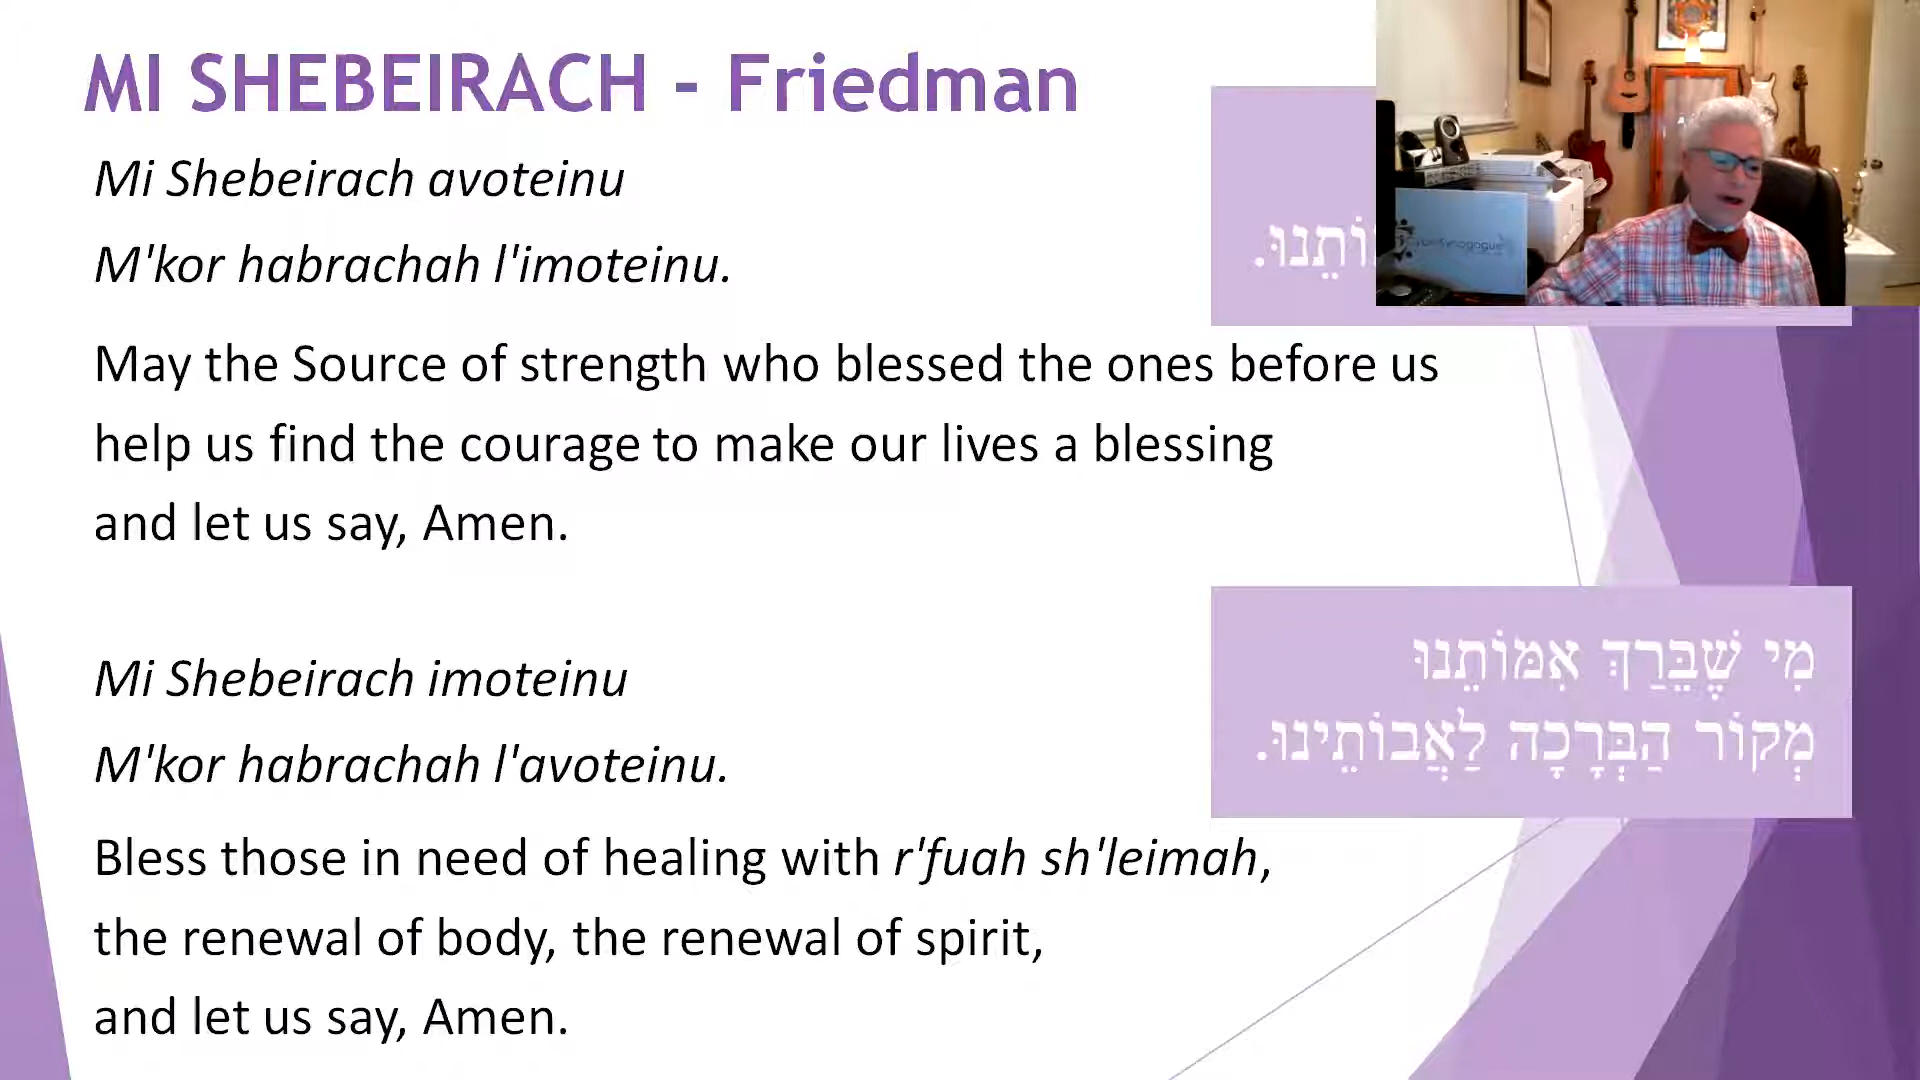 MI SHEBEIRACH - Friedman
Mi Shebeirach avoteinu
M'kor habrachah l'imoteinu.
May the Source of strength who blessed the ones before us
help us find the courage to make our lives a blessing
and let us say, Amen.
Mi Shebeirach imoteinu
M'kor habrachah l'avoteinu.
מִי שֶׁבֵּרַךְ אִמּוֹתֵנוּ
מְקוֹר הַבְּרָכָה לַאֲבוֹתֵינוּ.
Bless those in need of healing with r'fuah sh'leimah,
the renewal of body, the renewal of spirit,
and let us say, Amen.